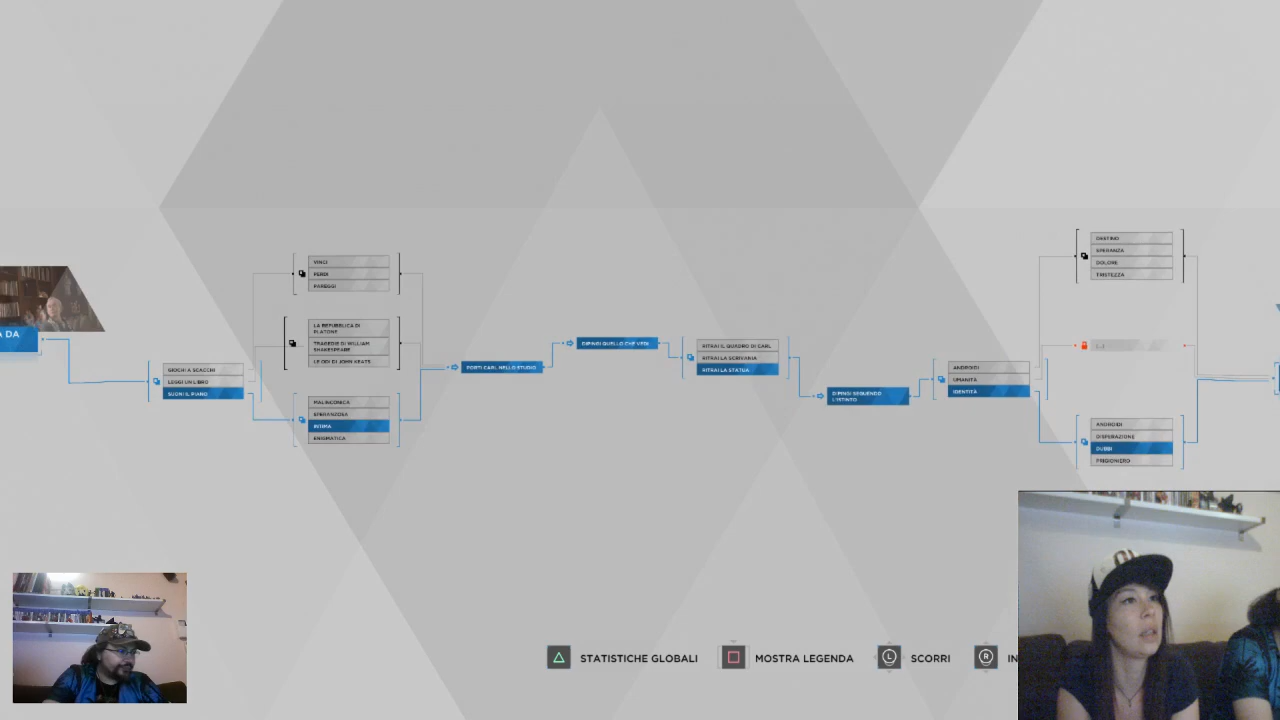 A DA
GIOCHI A SCACCHI
LEGGI UN LIBRO
SUONI IL PIANO
VINCI
PERDI
PAREGGI
LA REPUBBLICA DI
PLATONE
TRAGEDIE DI WILLIAM
SHAKESPEARE
LE ODI DI JOHN KEATS
MALINCONICA
SPERANZOSA
INTIMA
ENIGMATICA
PORTI CARL NELLO STUDIO
DIPINGI QUELLO CHE VEDI
RITRAI IL QUADRO DI CARL
RITRAI LA SCRIVANIA
RITRAI LA STATUA
DIPINGI SEGUENDO
L'ISTINTO
ANDROIDI
UMANITÀ
IDENTITÀ
DESTINO
SPERANZA
DOLORE
TRISTEZZA
[...]
ANDROIDI
DISPERAZIONE
DUBBI
PRIGIONIERO
STATISTICHE GLOBALI
MOSTRA LEGENDA
L
SCORRI
R
IN